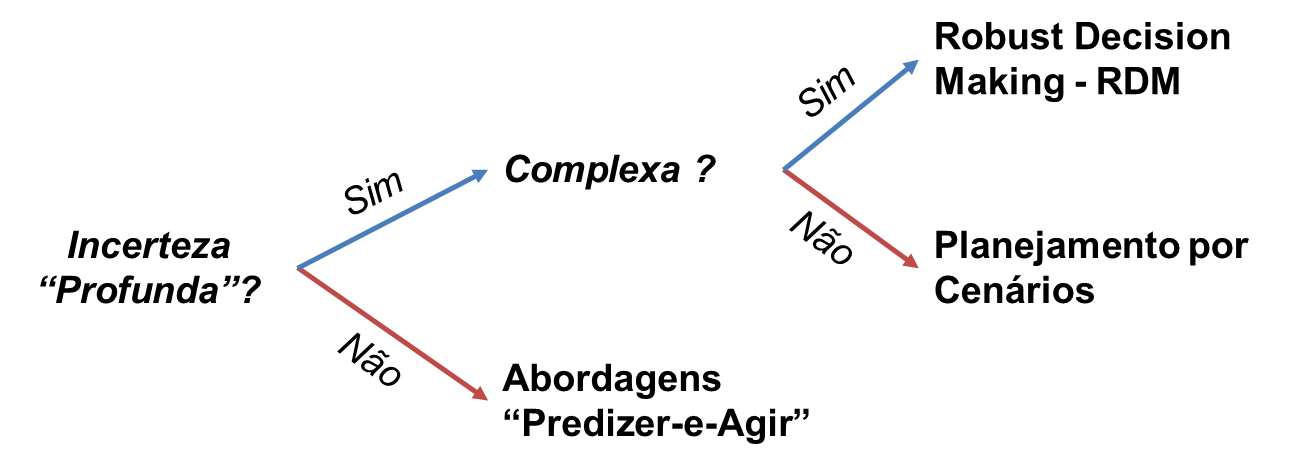 Incerteza
“Profunda”?
Sim
Não
Complexa ?
Abordagens
“Predizer-e-Agir”
Sim
Não
Robust Decision
Making - RDM
Planejamento por
Cenários